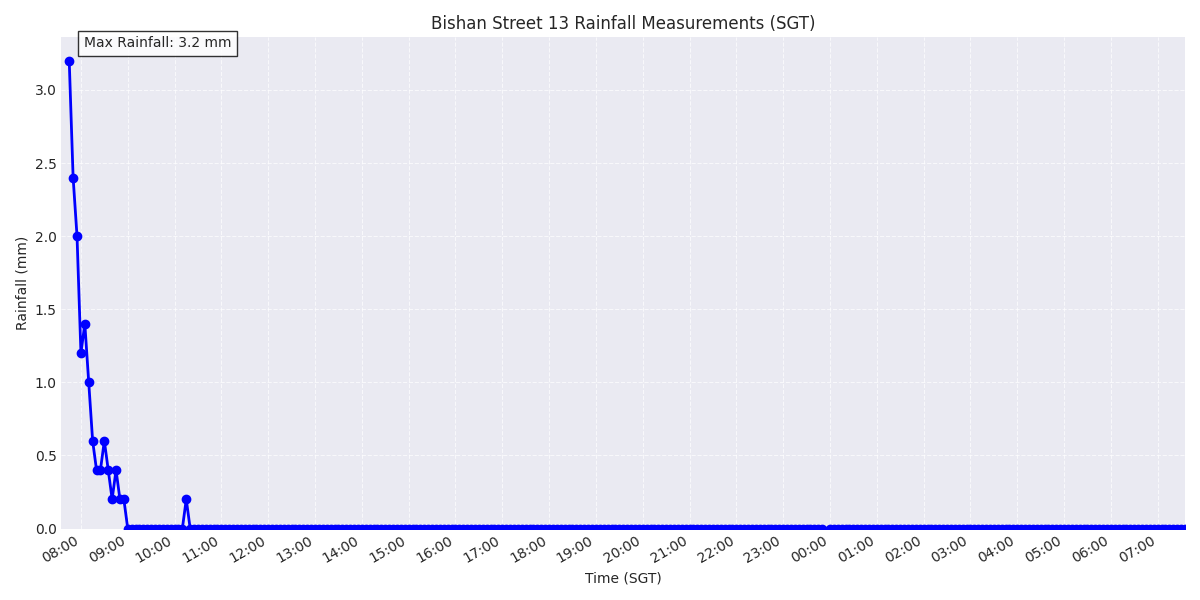 Bishan Street 13 Rainfall Measurements (SGT)
Max Rainfall: 3.2 mm
Rainfall (mm)
3.0
2.5
2.0
1.5
1.0
0.5
0.0
08:00 09:00 10:00 11:00 12:00 13:00 14:00 15:00 16:00 17:00 18:00 19:00 20:00 21:00 22:00 23:00 00:00 01:00 02:00 03:00 04:00 05:00 06:00 07:00
Time (SGT)